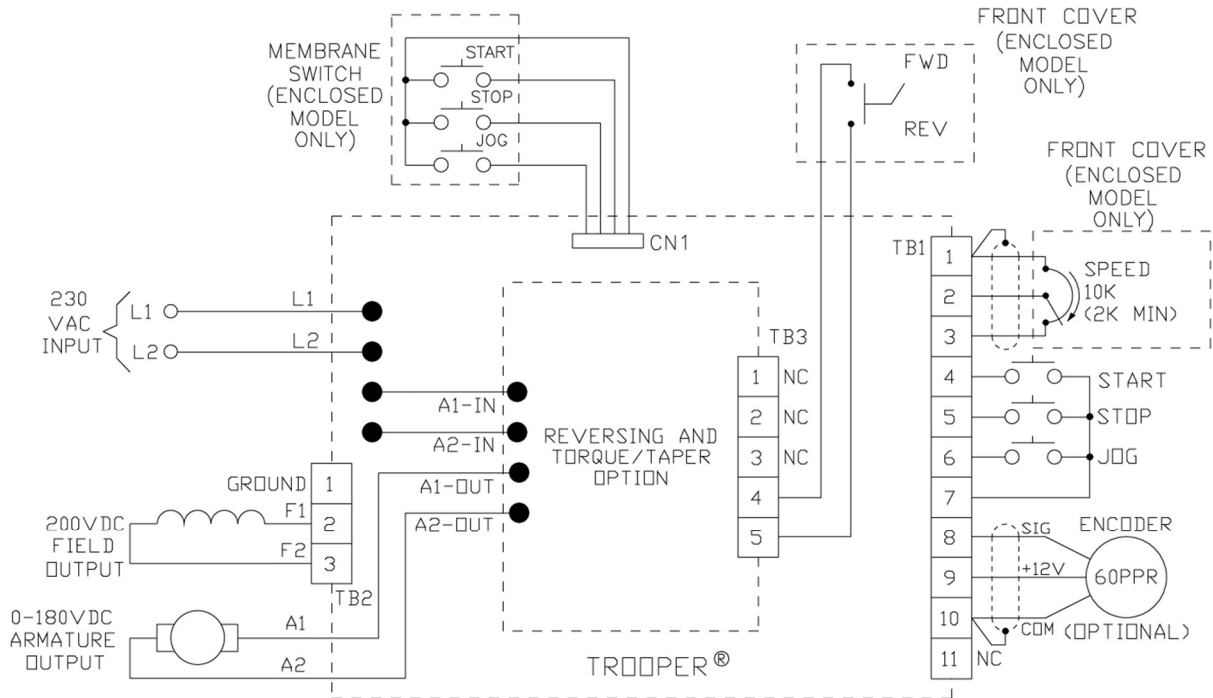 FRONT COVER
(ENCLOSED
MODEL
ONLY)
MEMBRANE
SWITCH
(ENCLOSED
MODEL
ONLY)
START
STOP
JOG
FWD
REV
FRONT COVER
(ENCLOSED
MODEL
ONLY)
CN1
TB1
1
2
3
4
5
6
7
8
9
10
11
NC
SPEED
10K
(2K MIN)
START
STOP
JOG
ENCODER
SIG
+12V
60PPR
COM (OPTIONAL)
230
VAC
INPUT
L1
L2
L1
L2
A1-IN
A2-IN
A1-OUT
A2-OUT
REVERSING AND
TORQUE/TAPER
OPTION
TB3
1 NC
2 NC
3 NC
4
5
GROUND 1
F1 2
F2 3
TB2
200VDC
FIELD
OUTPUT
0-180VDC
ARMATURE
OUTPUT
A1
A2
TROOPER®